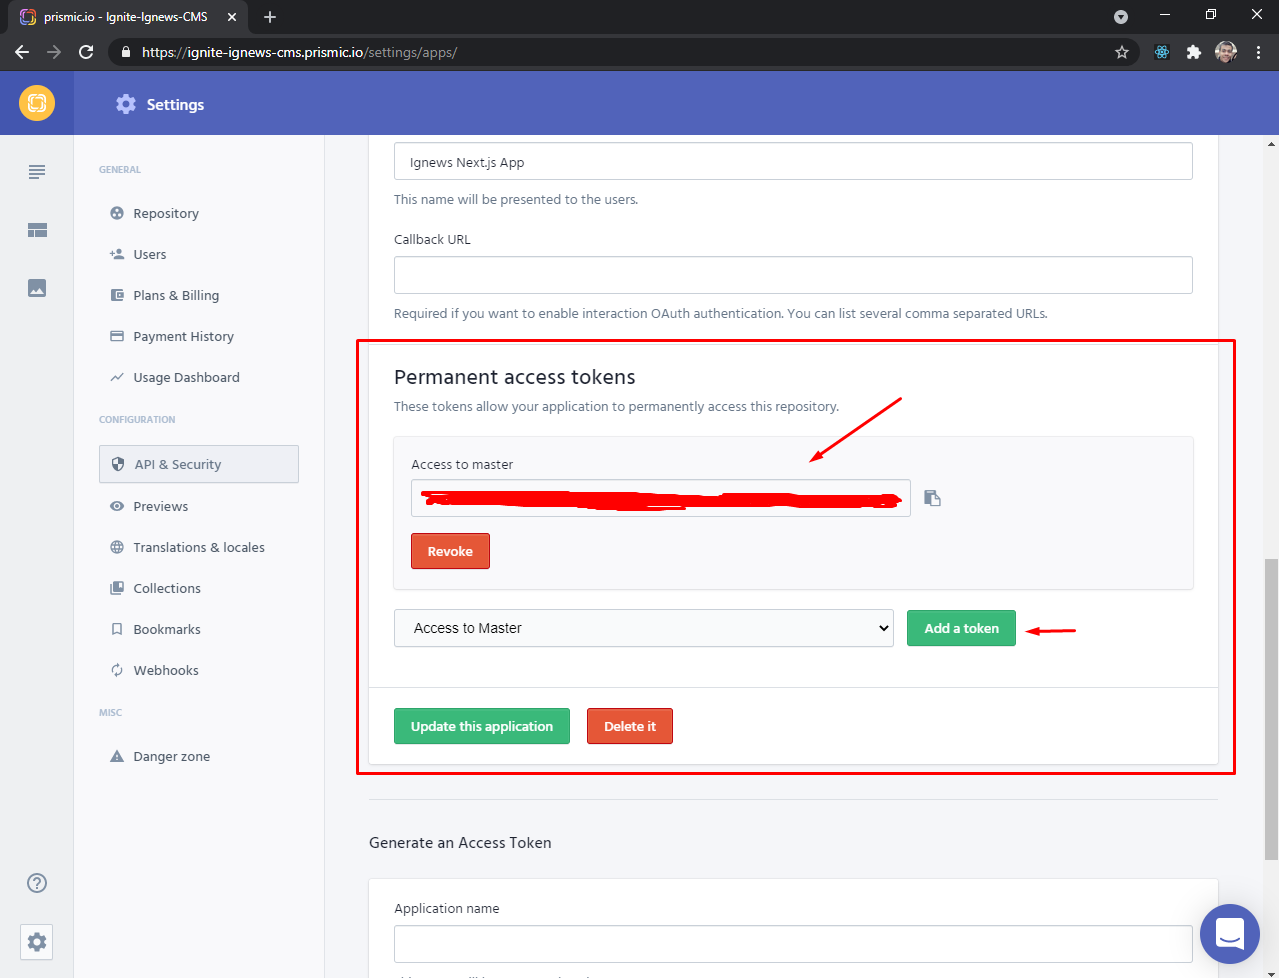 prismic.io - Ignite-Ignews-CMS
https://ignite-ignews-cms.prismic.io/settings/apps/
Settings
GENERAL
Repository
Users
Plans & Billing
Payment History
Usage Dashboard
CONFIGURATION
API & Security
Previews
Translations & locales
Collections
Bookmarks
Webhooks
MISC
Danger zone
Ignews Next.js App
This name will be presented to the users.
Callback URL
Required if you want to enable interaction OAuth authentication. You can list several comma separated URLs.
Permanent access tokens
These tokens allow your application to permanently access this repository.
Access to master
Revoke
Access to Master
Add a token
Update this application
Delete it
Generate an Access Token
Application name